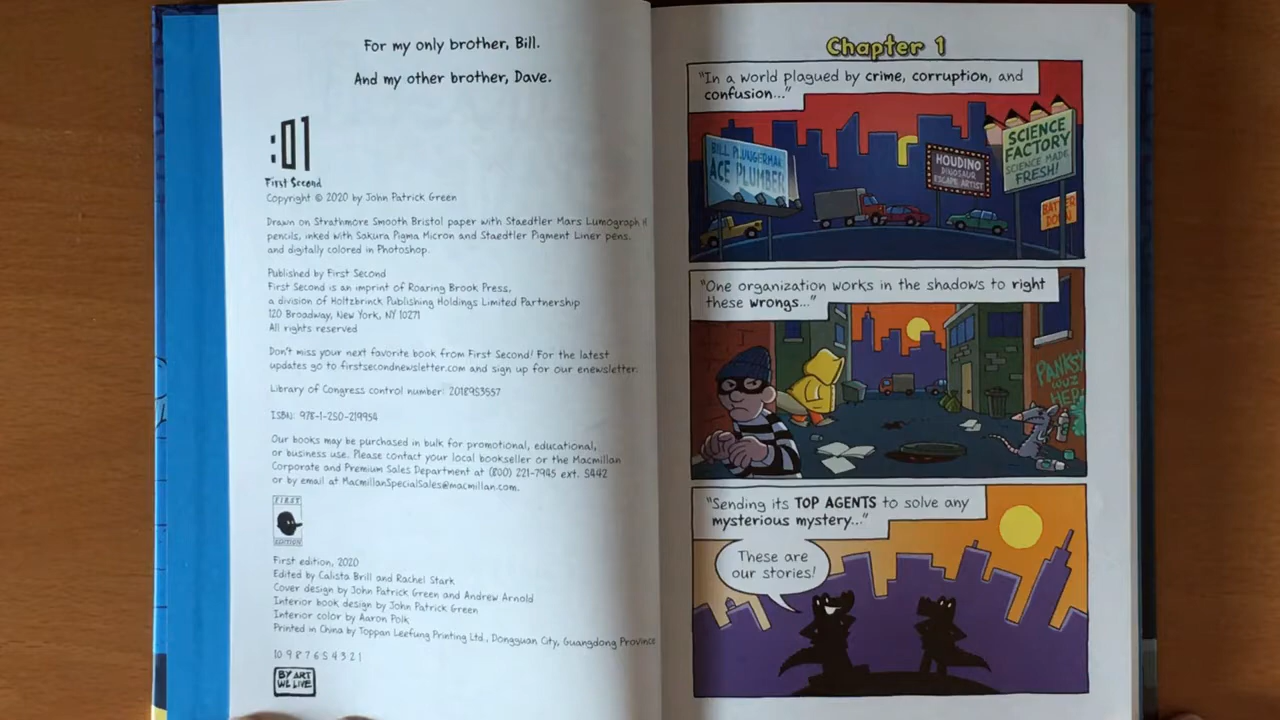 For my only brother, Bill.
And my other brother, Dave.
:01
First Second
Copyright © 2020 by John Patrick Green
Drawn on Strathmore Smooth Bristol paper with Staedtler Mars Lumograph H
pencils, inked with Sakura Pigma Micron and Staedtler Pigment Liner pens,
and digitally colored in Photoshop.
Published by First Second
First Second is an imprint of Roaring Brook Press,
a division of Holtzbrinck Publishing Holdings Limited Partnership
120 Broadway, New York, NY 10271
All rights reserved
Don't miss your next favorite book from First Second! For the latest
updates go to firstsecondnewsletter.com and sign up for our enewsletter.
Library of Congress control number: 2018953557
ISBN: 978-1-250-219954
Our books may be purchased in bulk for promotional, educational,
or business use. Please contact your local bookseller or the Macmillan
Corporate and Premium Sales Department at (800) 221-7945 ext. 5442
or by email at MacmillanSpecialSales@macmillan.com.
FIRST
EDITION
First edition, 2020
Edited by Calista Brill and Rachel Stark
Cover design by John Patrick Green and Andrew Arnold
Interior book design by John Patrick Green
Interior color by Aaron Polk
Printed in China by Toppan Leefung Printing Ltd., Dongguan City, Guangdong Province
10 9 8 7 6 5 4 3 2 1
BY ART
WE LIVE
Chapter 1
"In a world plagued by crime, corruption, and
confusion..."
BILL PLUNGERMAN
ACE PLUMBER
HOUDINO
DINOSAUR
ESCAPE ARTIST
SCIENCE
FACTORY
SCIENCE MADE
FRESH!
BATTER
DOWN
"One organization works in the shadows to right
these wrongs..."
PANKSY
WUZ
HER
"Sending its TOP AGENTS to solve any
mysterious mystery..."
These are
our stories!